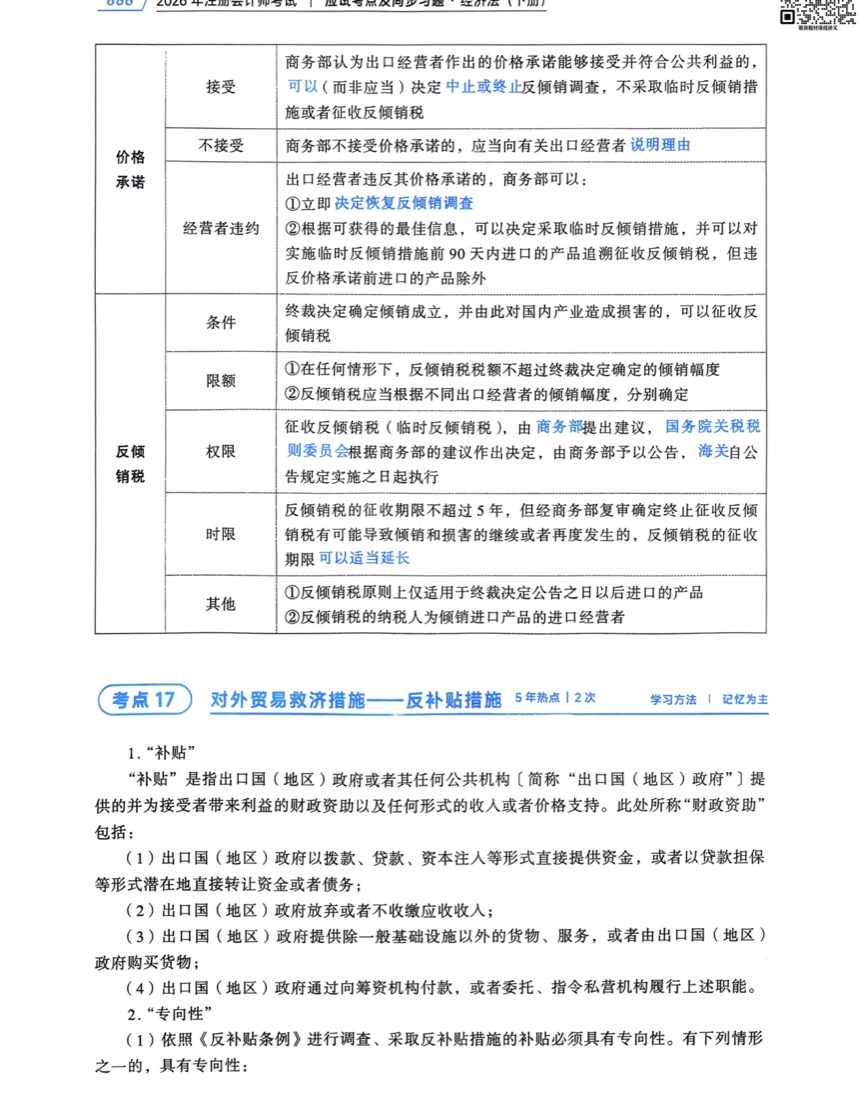 888 2026年注册会计师考试 | 应试考点及同步习题·经济法(下册)
价格
承诺
接受
商务部认为出口经营者作出的价格承诺能够接受并符合公共利益的，
可以(而非应当)决定中止或终止反倾销调查，不采取临时反倾销措
施或者征收反倾销税
不接受
商务部不接受价格承诺的，应当向有关出口经营者说明理由
经营者违约
出口经营者违反其价格承诺的，商务部可以：
①立即决定恢复反倾销调查
②根据可获得的最佳信息，可以决定采取临时反倾销措施，并可以对
实施临时反倾销措施前90天内进口的产品追溯征收反倾销税，但违
反价格承诺前进口的产品除外
反倾
销税
条件
终裁决定确定倾销成立，并由此对国内产业造成损害的，可以征收反
倾销税
限额
①在任何情形下，反倾销税税额不超过终裁决定确定的倾销幅度
②反倾销税应当根据不同出口经营者的倾销幅度，分别确定
权限
征收反倾销税(临时反倾销税)，由商务部提出建议，国务院关税税
则委员会根据商务部的建议作出决定，由商务部予以公告，海关自公
告规定实施之日起执行
时限
反倾销税的征收期限不超过5年，但经商务部复审确定终止征收反倾
销税有可能导致倾销和损害的继续或者再度发生的，反倾销税的征收
期限可以适当延长
其他
①反倾销税原则上仅适用于终裁决定公告之日以后进口的产品
②反倾销税的纳税人为倾销进口产品的进口经营者
考点17 对外贸易救济措施——反补贴措施 5年热点|2次 学习方法 | 记忆为主
1.“补贴”
“补贴”是指出口国(地区)政府或者其任何公共机构〔简称“出口国(地区)政府”〕提
供的并为接受者带来利益的财政资助以及任何形式的收入或者价格支持。此处所称“财政资助”
包括：
(1)出口国(地区)政府以拨款、贷款、资本注入等形式直接提供资金，或者以贷款担保
等形式潜在地直接转让资金或者债务；
(2)出口国(地区)政府放弃或者不收缴应收收入；
(3)出口国(地区)政府提供除一般基础设施以外的货物、服务，或者由出口国(地区)
政府购买货物；
(4)出口国(地区)政府通过向筹资机构付款，或者委托、指令私营机构履行上述职能。
2.“专向性”
(1)依照《反补贴条例》进行调查、采取反补贴措施的补贴必须具有专向性。有下列情形
之一的，具有专向性：